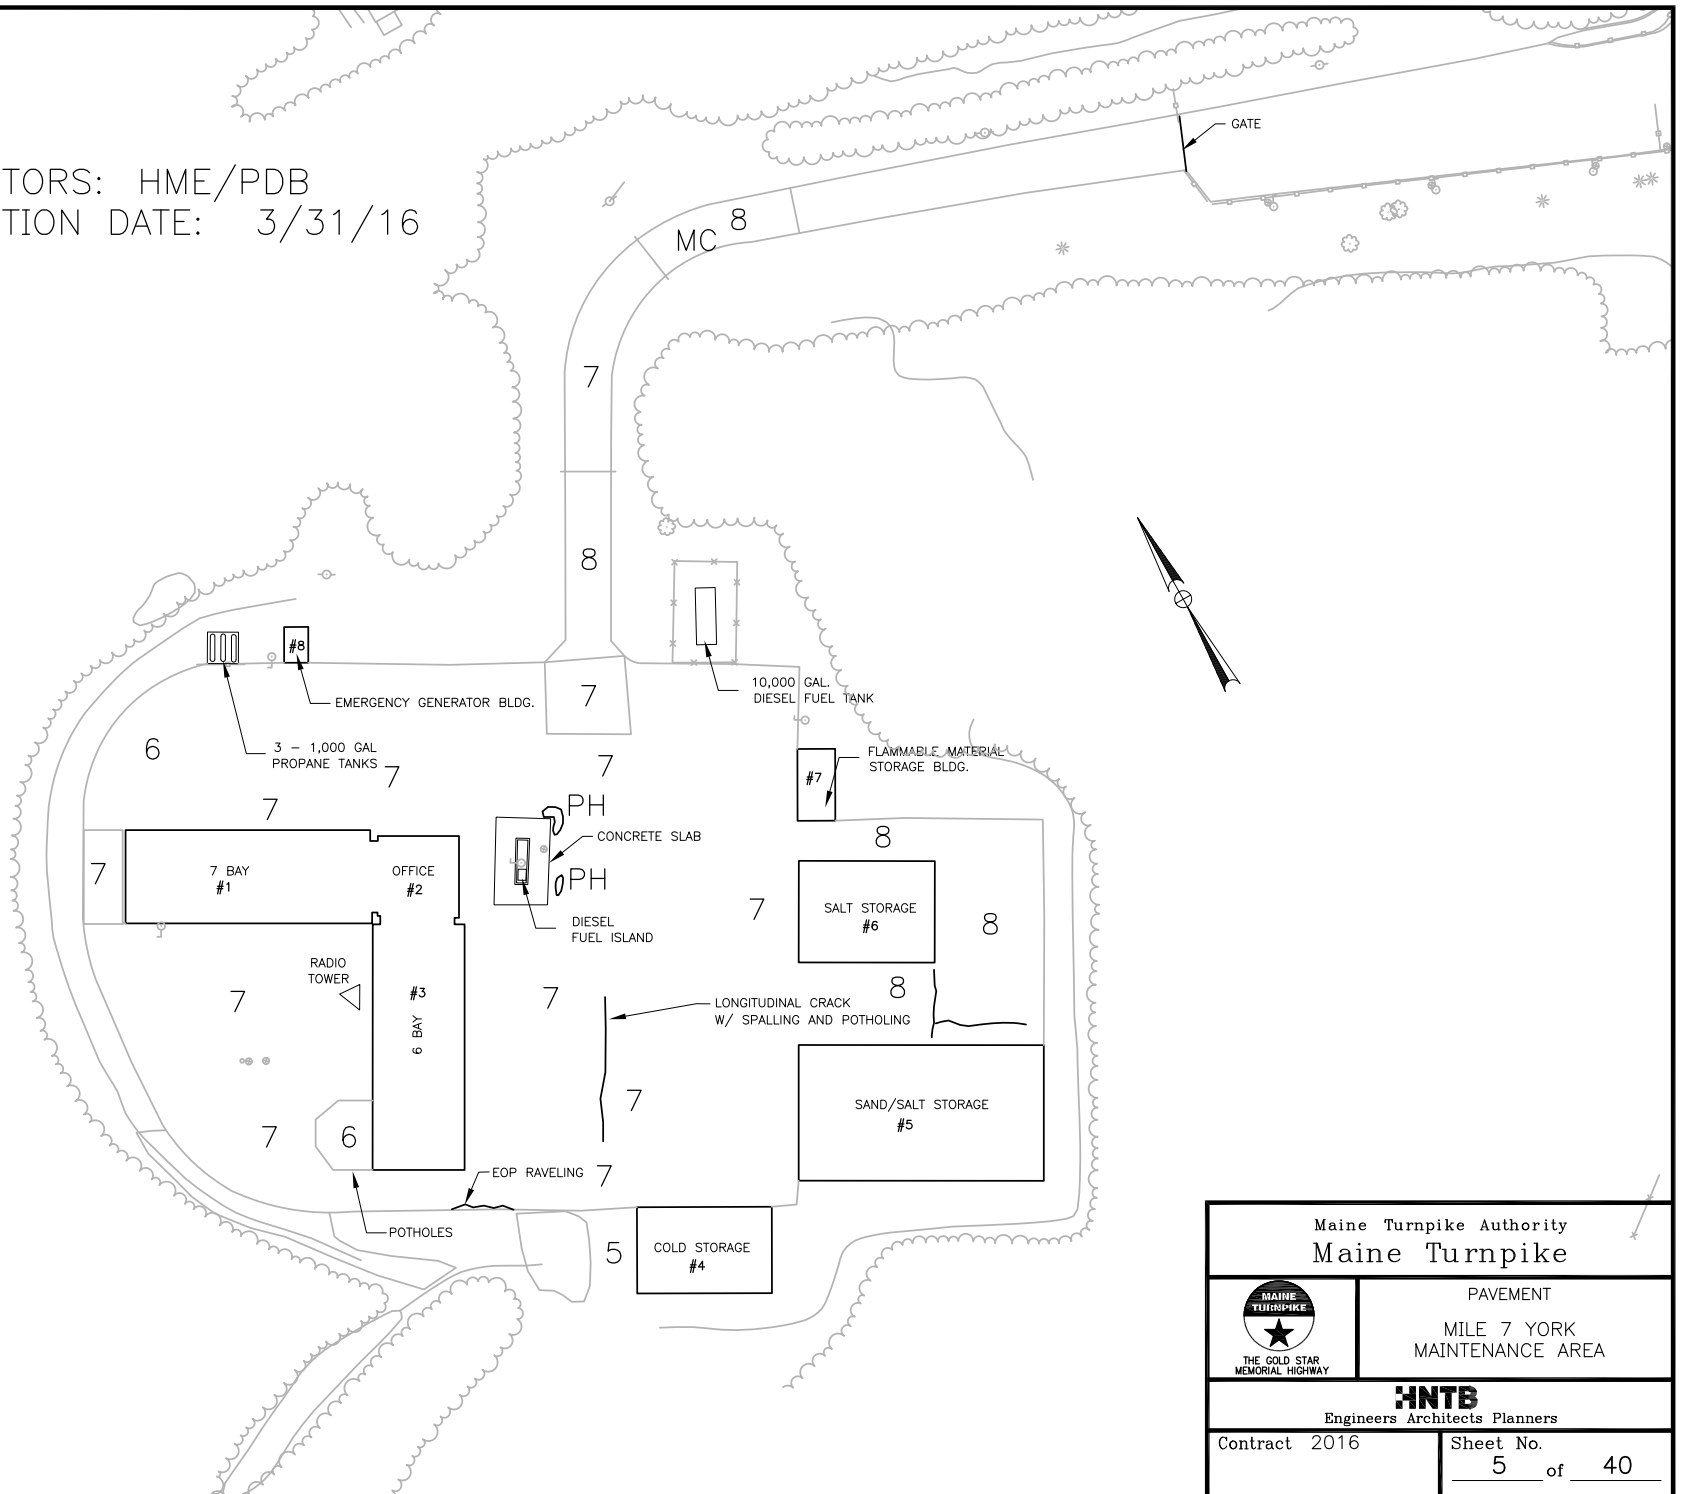 GATE
TORS: HME/PDB
TION DATE: 3/31/16
8
MC
7
8
#8
7
10,000 GAL.
DIESEL FUEL TANK
EMERGENCY GENERATOR BLDG.
6
3 - 1,000 GAL
PROPANE TANKS
7
7
FLAMMABLE MATERIAL
STORAGE BLDG.
#7
7
PH
CONCRETE SLAB
8
7
7 BAY
#1
OFFICE
#2
PH
7
SALT STORAGE
#6
8
DIESEL
FUEL ISLAND
RADIO
TOWER
7
#3
6 BAY
7
8
LONGITUDINAL CRACK
W/ SPALLING AND POTHOLING
7
SAND/SALT STORAGE
#5
7
6
EOP RAVELING
7
POTHOLES
5
COLD STORAGE
#4
Maine Turnpike Authority
Maine Turnpike
MAINE
TURNPIKE
THE GOLD STAR
MEMORIAL HIGHWAY
PAVEMENT
MILE 7 YORK
MAINTENANCE AREA
HNTB
Engineers Architects Planners
Contract 2016
Sheet No.
5 of 40